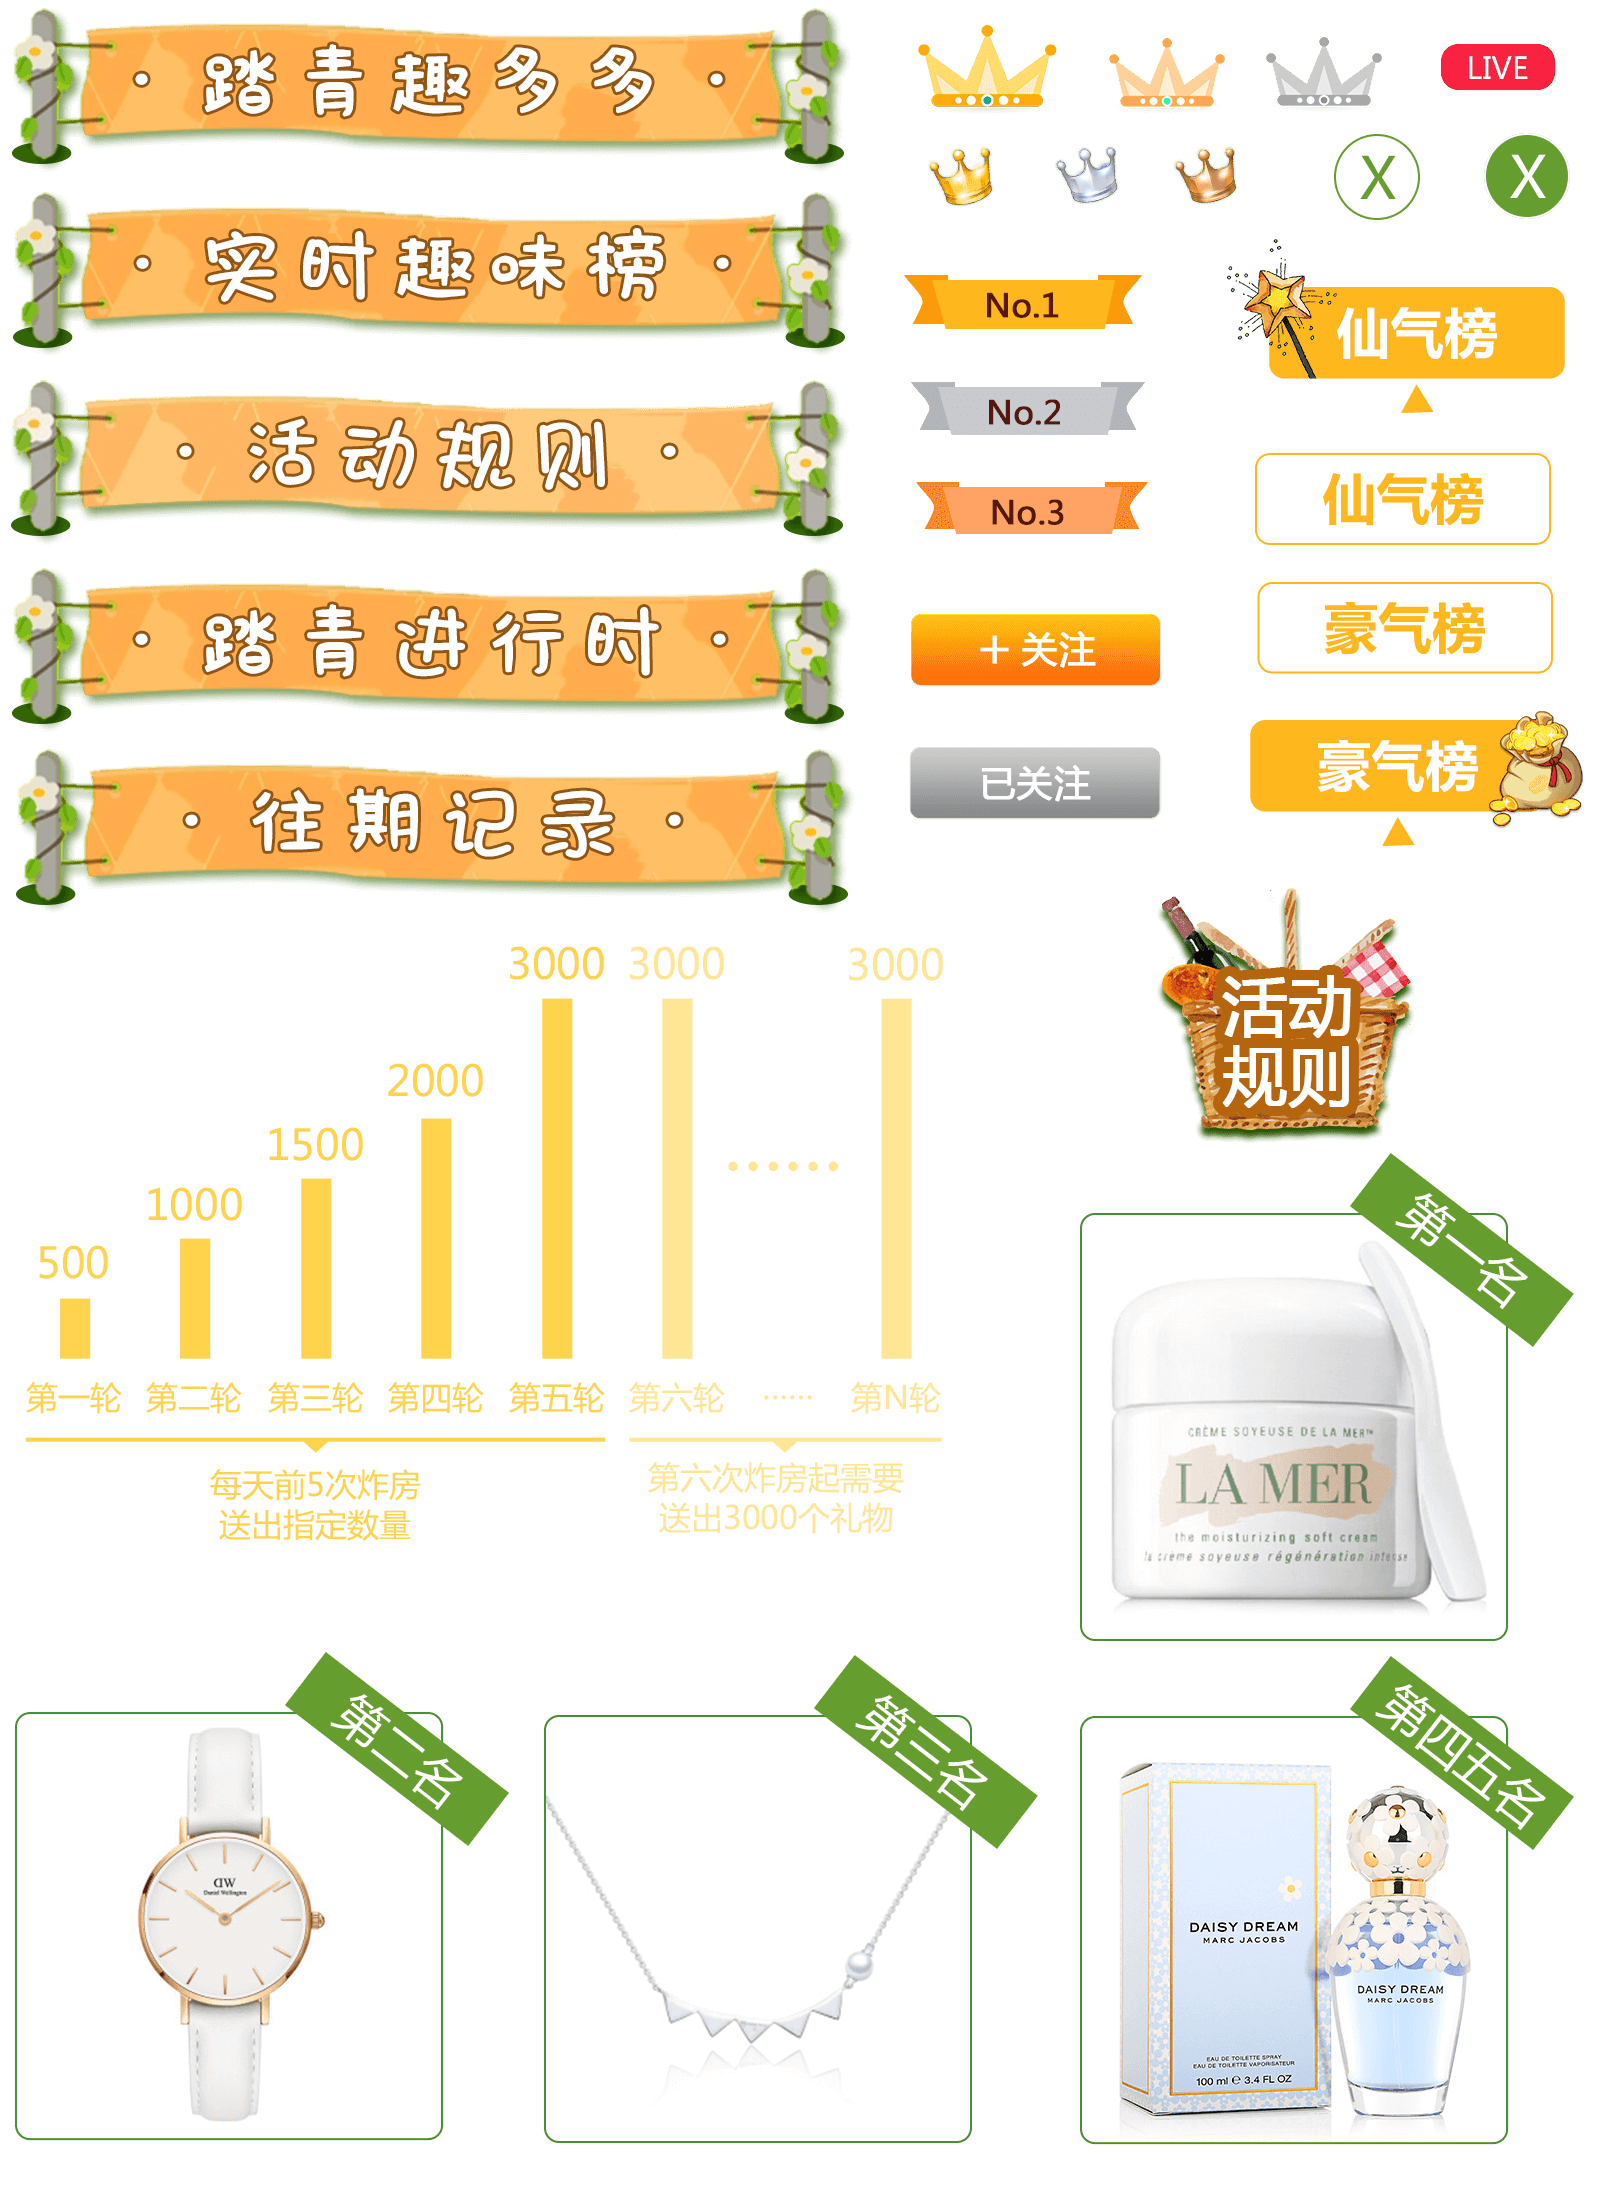 · 踏青趣多多 ·
· 实时趣味榜 ·
· 活动规则 ·
· 踏青进行时 ·
· 往期记录 ·
LIVE
X
X
No.1
No.2
No.3
仙气榜
仙气榜
豪气榜
豪气榜
+ 关注
已关注
活动
规则
500
1000
1500
2000
3000
3000
······
3000
第一轮
第二轮
第三轮
第四轮
第五轮
第六轮
······
第N轮
每天前5次炸房
送出指定数量
第六次炸房起需要
送出3000个礼物
第一名
CRÈME SOYEUSE DE LA MER™
LA MER
the moisturizing soft cream
la crème soyeuse régénération intense
第二名
DW
Daniel Wellington
第三名
第四五名
DAISY DREAM
MARC JACOBS
EAU DE TOILETTE SPRAY
EAU DE TOILETTE VAPORISATEUR
100 ml ℮ 3.4 FL OZ
DAISY DREAM
MARC JACOBS